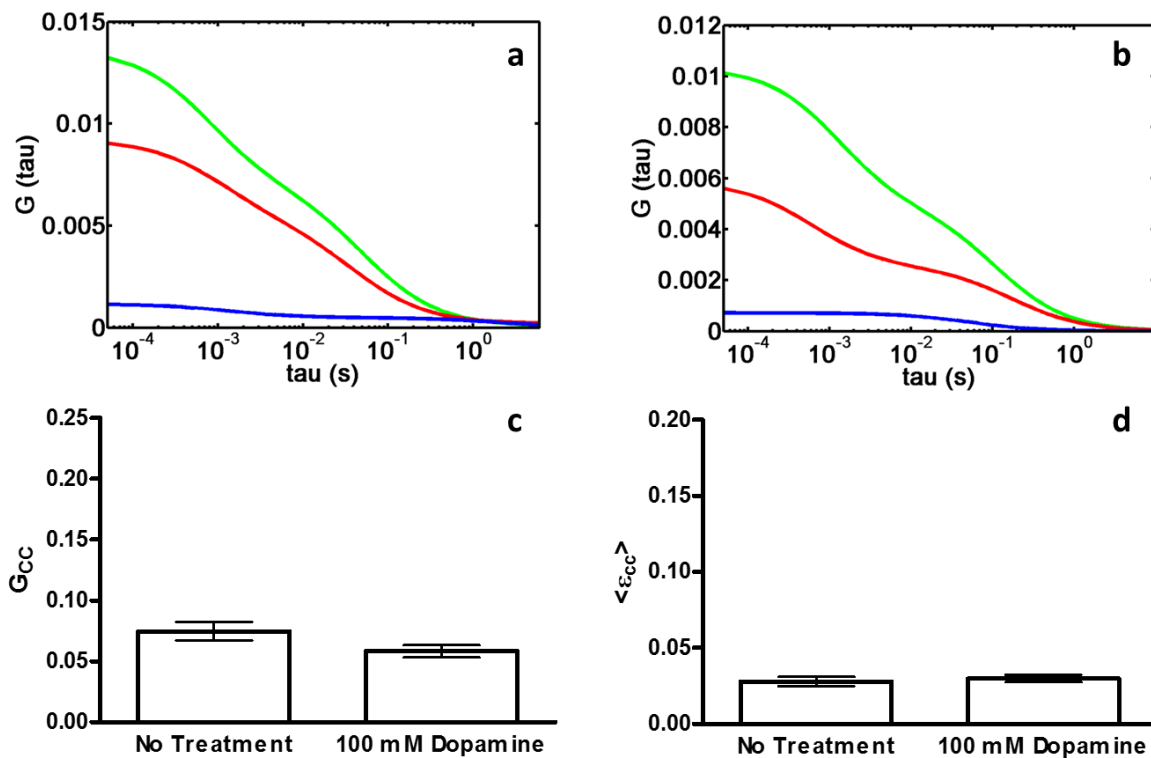 a
0.015
0.01
0.005
0
G (tau)
10⁻⁴ 10⁻³ 10⁻² 10⁻¹ 10⁰
tau (s)
b
0.012
0.01
0.008
0.006
0.004
0.002
0
G (tau)
10⁻⁴ 10⁻³ 10⁻² 10⁻¹ 10⁰
tau (s)
c
0.25
0.20
0.15
0.10
0.05
0.00
G_CC
No Treatment 100 mM Dopamine
d
0.20
0.15
0.10
0.05
0.00
<ε_cc>
No Treatment 100 mM Dopamine